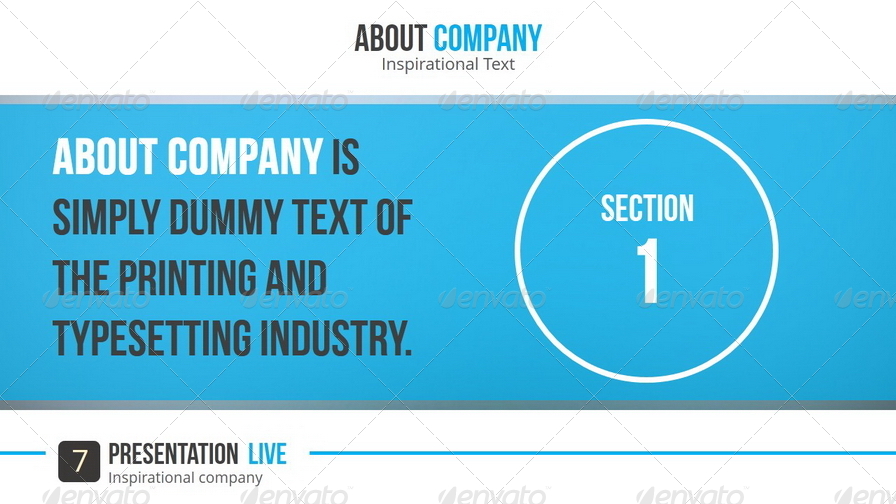 ABOUT COMPANY
Inspirational Text
ABOUT COMPANY IS
SIMPLY DUMMY TEXT OF
THE PRINTING AND
TYPESETTING INDUSTRY.
SECTION
1
7
PRESENTATION LIVE
Inspirational company
envato